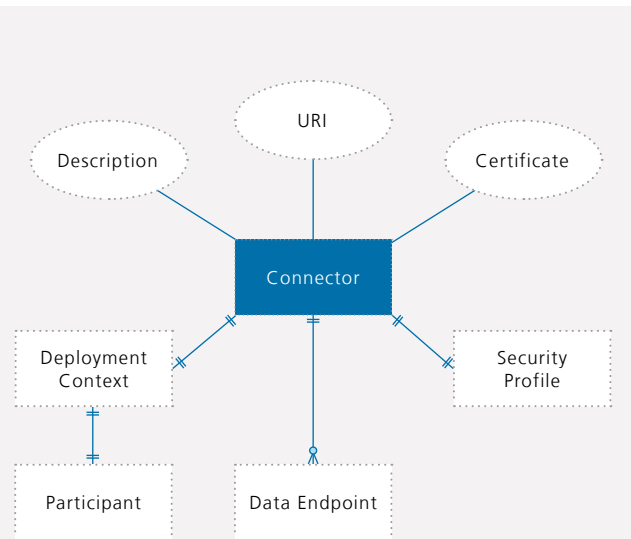 URI
Description
Certificate
Connector
Deployment
Context
Security
Profile
Participant
Data Endpoint